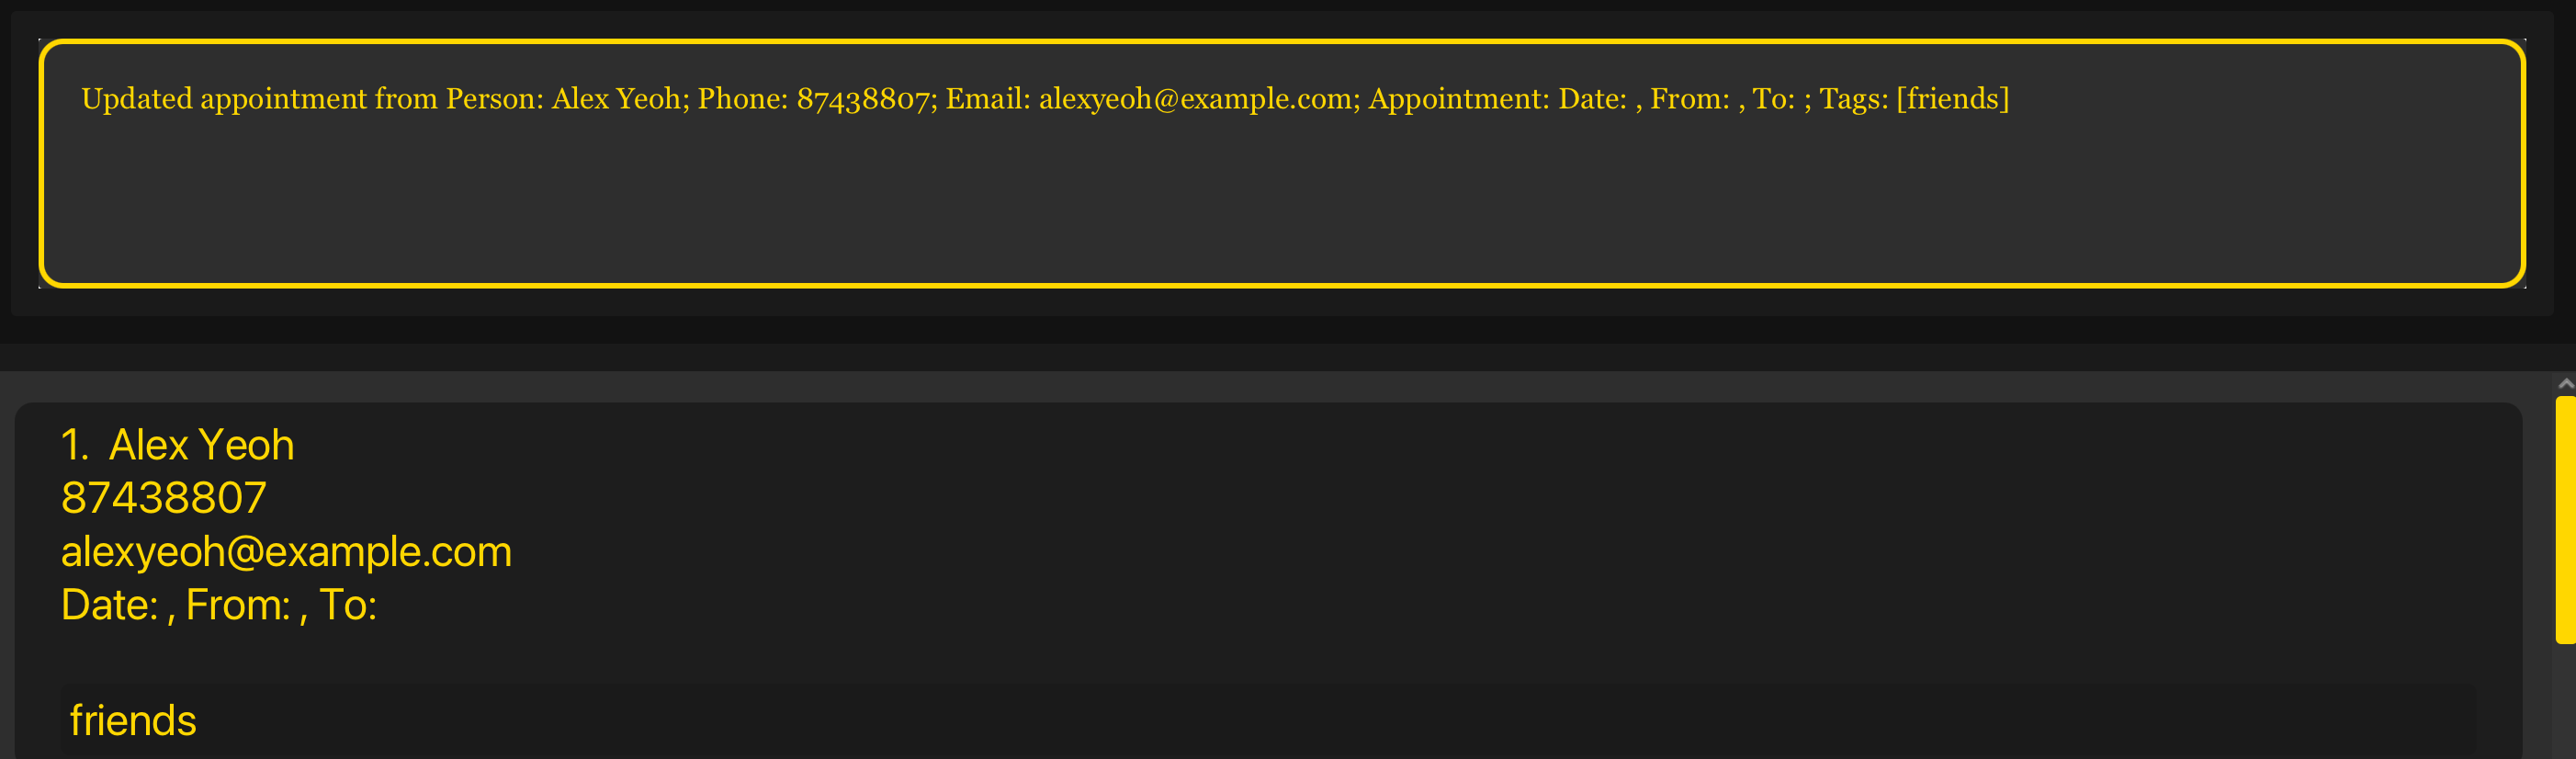 Updated appointment from Person: Alex Yeoh; Phone: 87438807; Email: alexyeoh@example.com; Appointment: Date: , From: , To: ; Tags: [friends]
1. Alex Yeoh
87438807
alexyeoh@example.com
Date: , From: , To:
friends